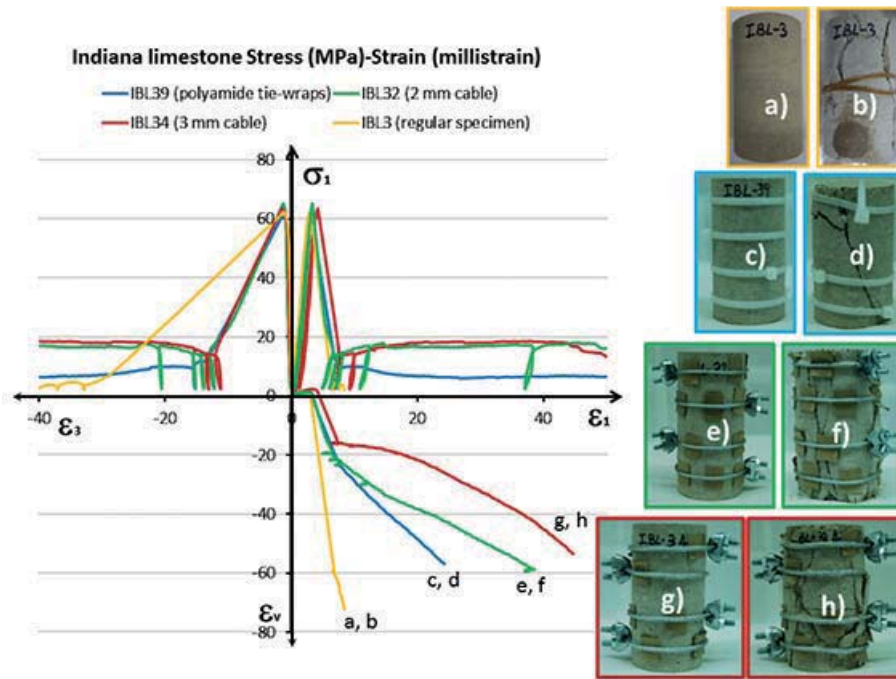 Indiana limestone Stress (MPa)-Strain (millistrain)
IBL39 (polyamide tie-wraps)
IBL32 (2 mm cable)
IBL34 (3 mm cable)
IBL3 (regular specimen)
80
σ1
60
40
20
0
-40
-20
0
20
40
ε3
ε1
-20
-40
-60
-80
εv
g, h
c, d
e, f
a, b
IBL-3
a)
IBL-3
b)
IBL-39
c)
d)
e)
f)
IBL-34
g)
h)